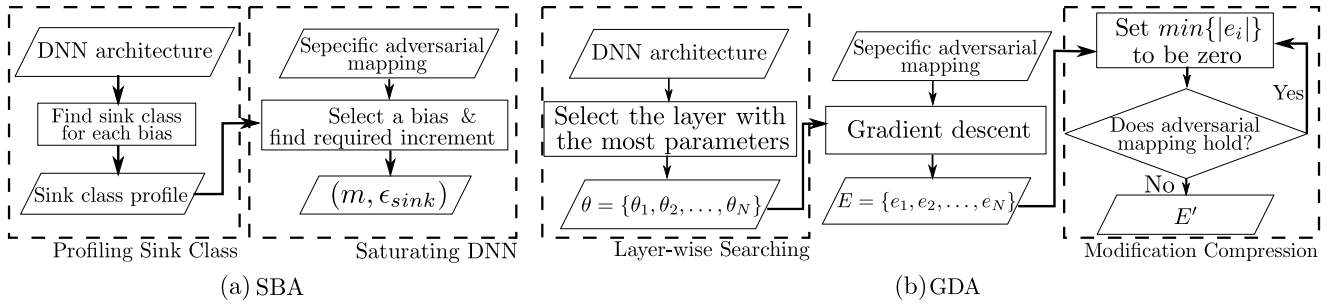 DNN architecture
Find sink class
for each bias
Sink class profile
Profiling Sink Class
Sepecific adversarial
mapping
Select a bias &
find required increment
(m, ϵ_{sink})
Saturating DNN
(a) SBA
DNN architecture
Select the layer with
the most parameters
θ = {θ_1, θ_2, . . . , θ_N}
Layer-wise Searching
Sepecific adversarial
mapping
Gradient descent
E = {e_1, e_2, . . . , e_N}
Set min{|e_i|}
to be zero
Does adversarial
mapping hold?
Yes
No
E′
Modification Compression
(b) GDA